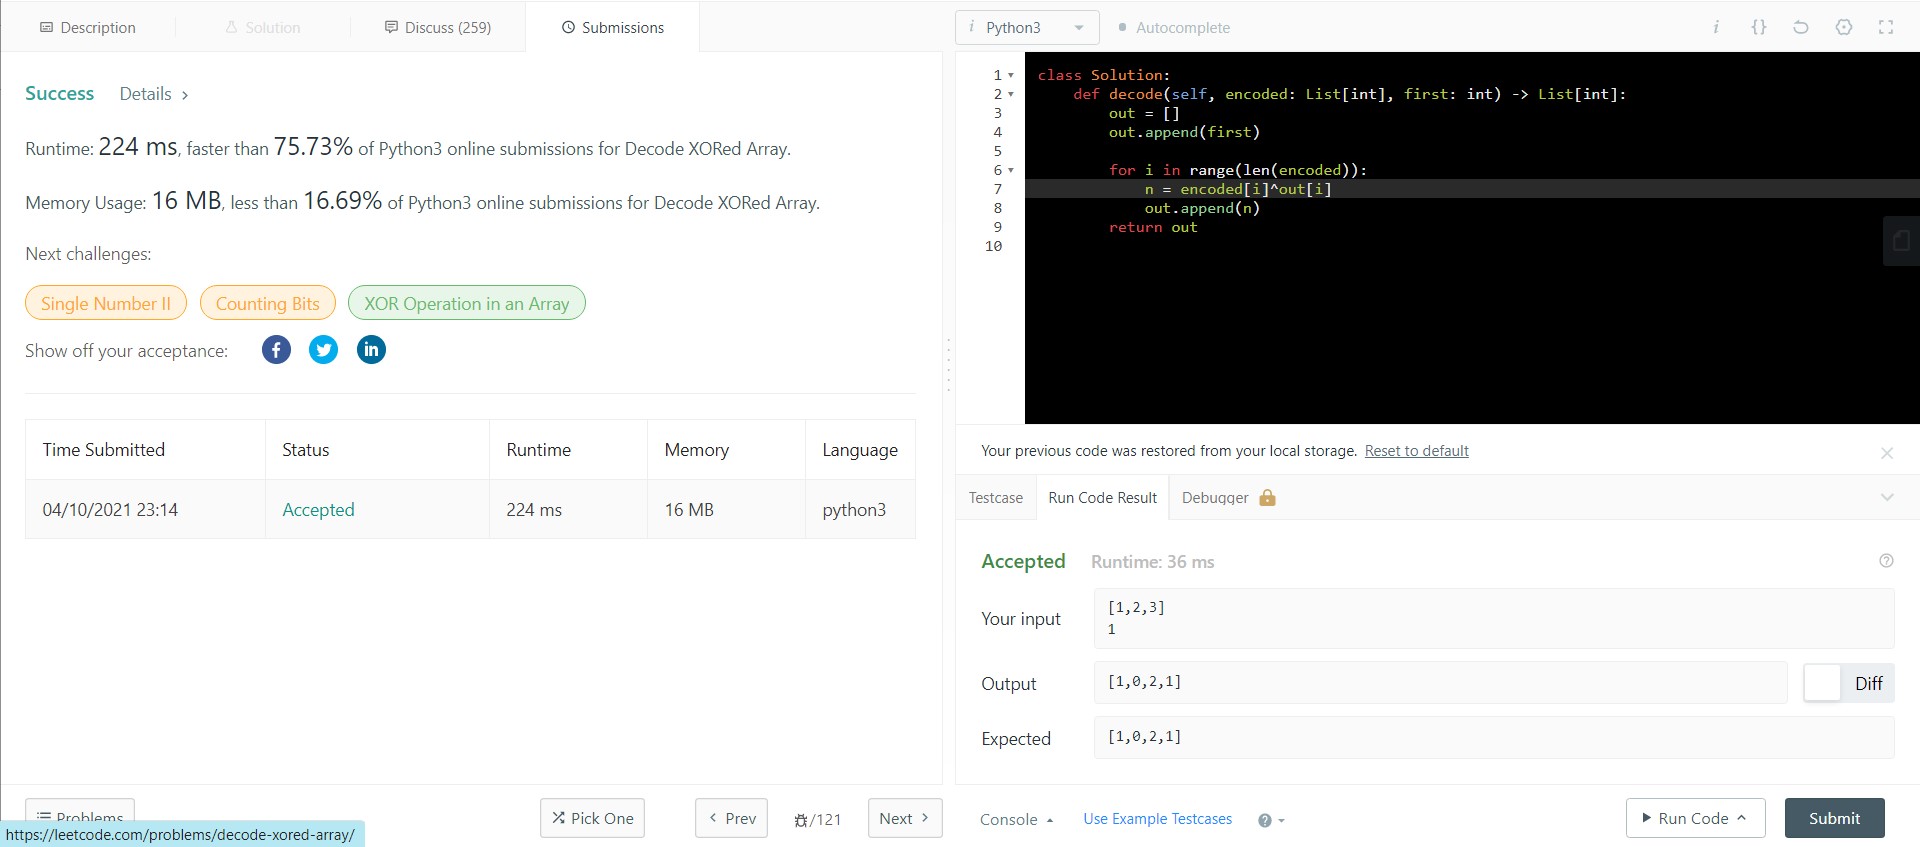 Description
Solution
Discuss (259)
Submissions
Success
Details >
Runtime: 224 ms, faster than 75.73% of Python3 online submissions for Decode XORed Array.
Memory Usage: 16 MB, less than 16.69% of Python3 online submissions for Decode XORed Array.
Next challenges:
Single Number II
Counting Bits
XOR Operation in an Array
Show off your acceptance:
Time Submitted Status Runtime Memory Language
04/10/2021 23:14 Accepted 224 ms 16 MB python3
Problems
https://leetcode.com/problems/decode-xored-array/
Pick One
< Prev
/121
Next >
i Python3
Autocomplete
i {}
1 class Solution:
2 def decode(self, encoded: List[int], first: int) -> List[int]:
3 out = []
4 out.append(first)
5
6 for i in range(len(encoded)):
7 n = encoded[i]^out[i]
8 out.append(n)
9 return out
10
Your previous code was restored from your local storage. Reset to default
Testcase
Run Code Result
Debugger
Accepted Runtime: 36 ms
Your input
[1,2,3]
1
Output
[1,0,2,1]
Diff
Expected
[1,0,2,1]
Console
Use Example Testcases
Run Code
Submit